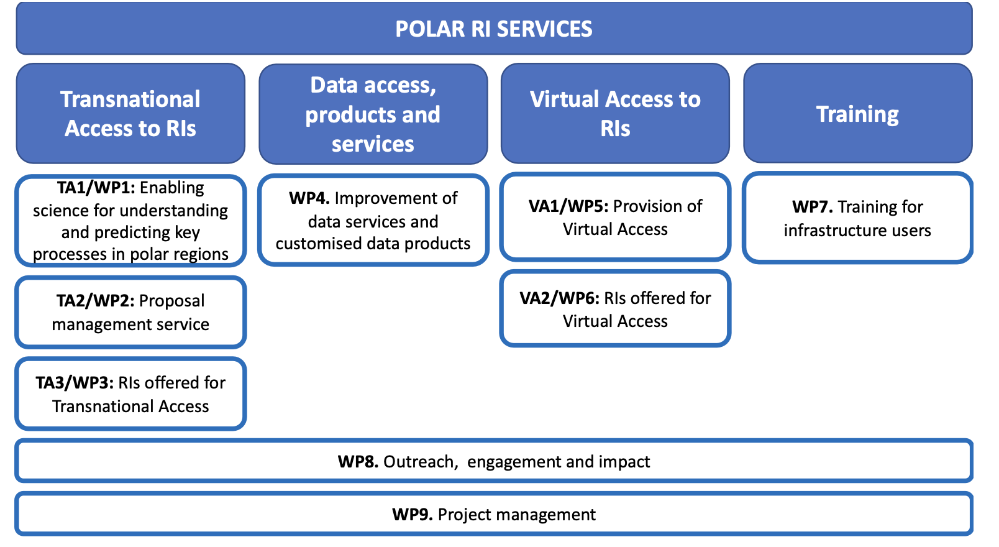 POLAR RI SERVICES
Transnational
Access to RIs
Data access,
products and
services
Virtual Access to
RIs
Training
TA1/WP1: Enabling
science for understanding
and predicting key
processes in polar regions
TA2/WP2: Proposal
management service
TA3/WP3: RIs offered for
Transnational Access
WP4. Improvement of
data services and
customised data products
VA1/WP5: Provision of
Virtual Access
VA2/WP6: RIs offered for
Virtual Access
WP7. Training for
infrastructure users
WP8. Outreach,  engagement and impact
WP9. Project management